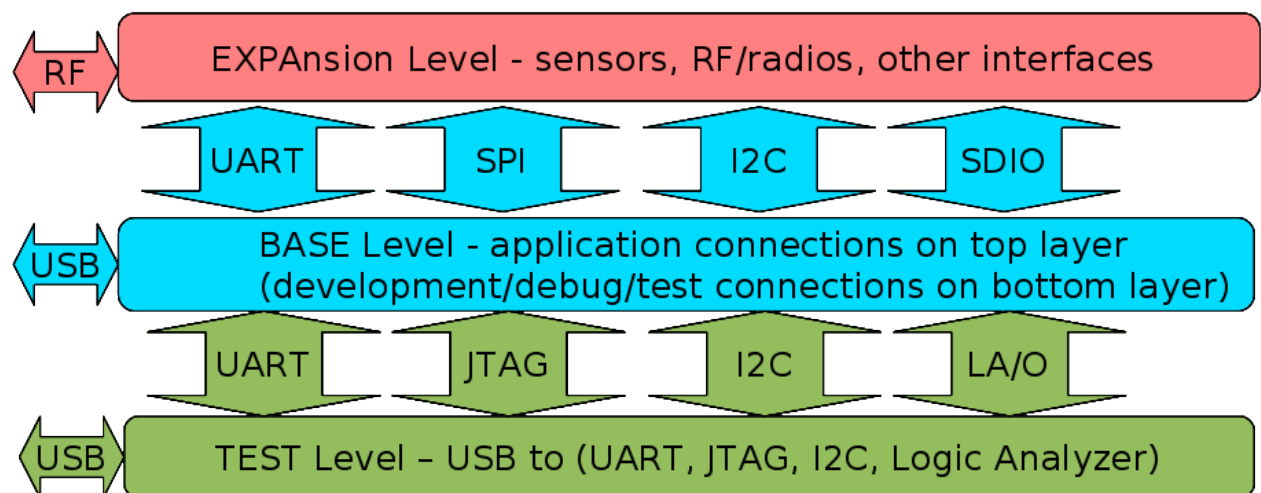 RF
EXPAnsion Level - sensors, RF/radios, other interfaces
UART
SPI
I2C
SDIO
USB
BASE Level - application connections on top layer
(development/debug/test connections on bottom layer)
UART
JTAG
I2C
LA/O
USB
TEST Level – USB to (UART, JTAG, I2C, Logic Analyzer)